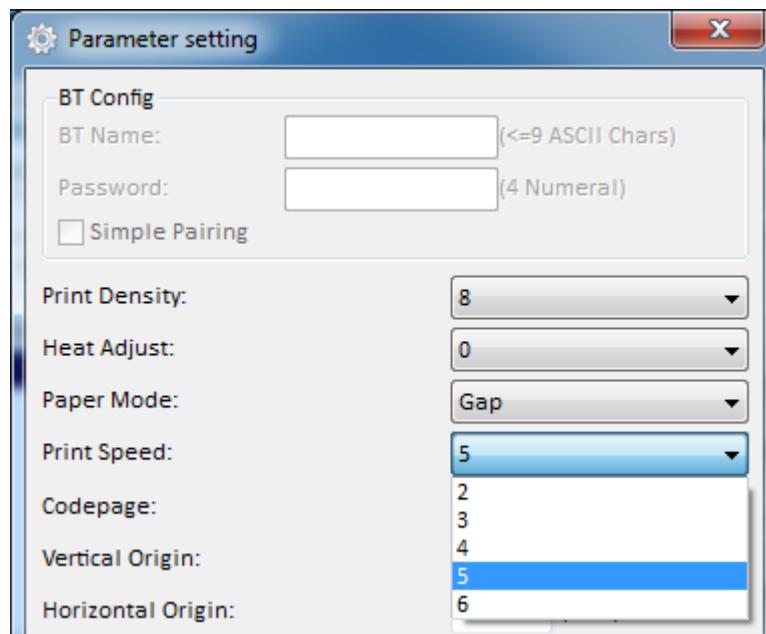 Parameter setting
BT Config
BT Name: (<=9 ASCII Chars)
Password: (4 Numeral)
Simple Pairing
Print Density: 8
Heat Adjust: 0
Paper Mode: Gap
Print Speed: 5
2
Codepage: 3
4
Vertical Origin: 5
Horizontal Origin: 6